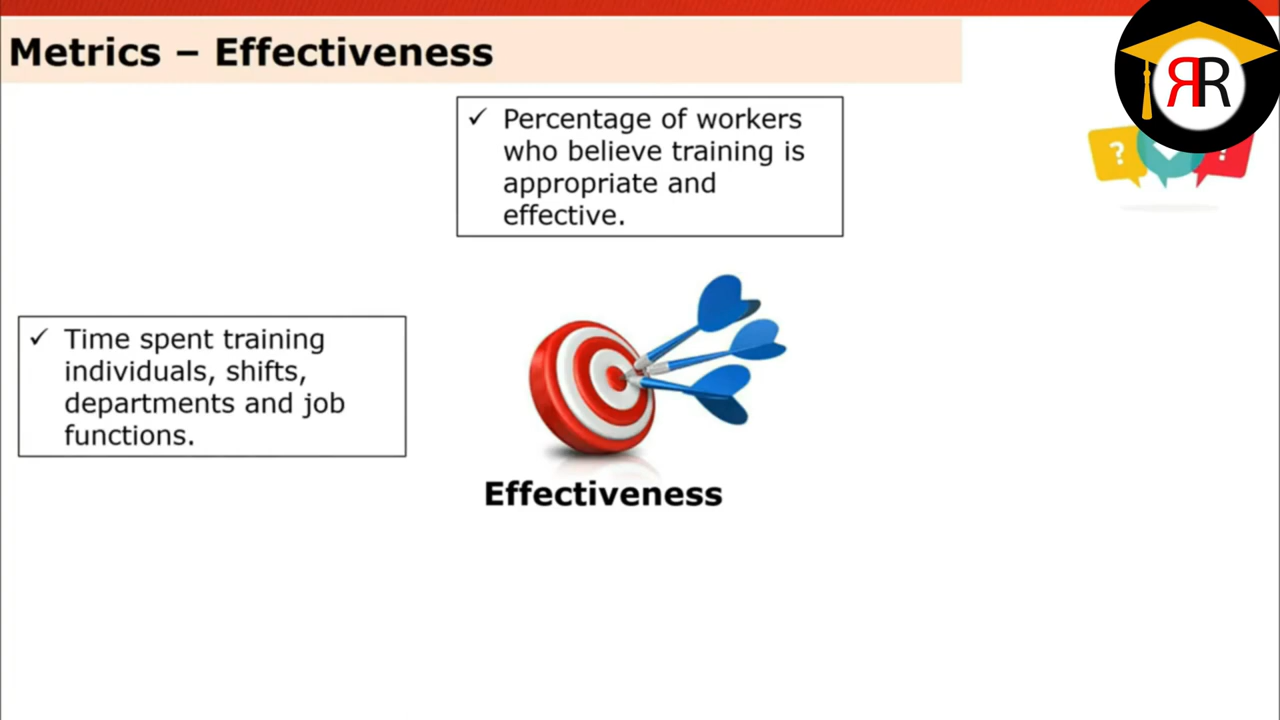 Metrics – Effectiveness
ЯR
?
!
✓ Percentage of workers
who believe training is
appropriate and
effective.
✓ Time spent training
individuals, shifts,
departments and job
functions.
Effectiveness